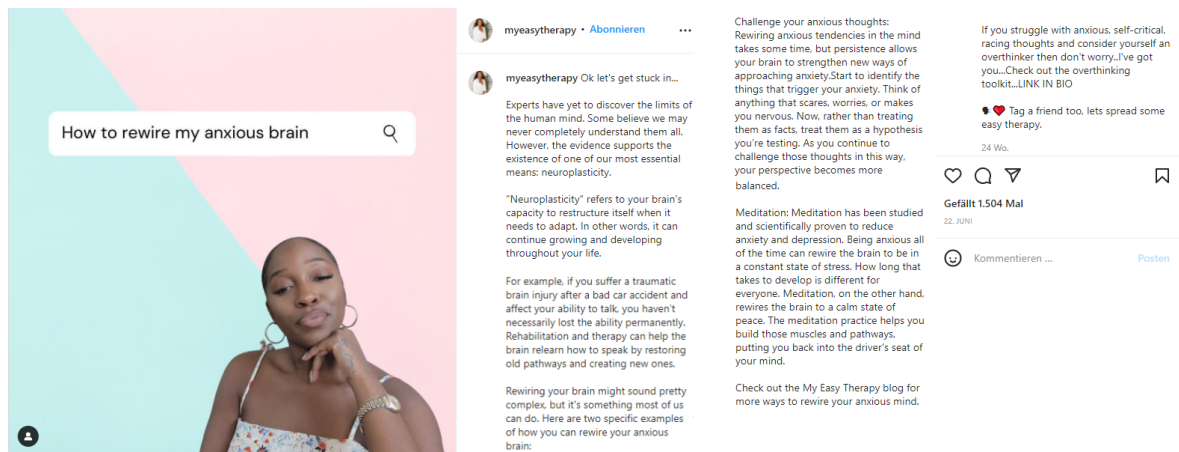 How to rewire my anxious brain
myeasytherapy • Abonnieren
myeasytherapy Ok let's get stuck in...
Experts have yet to discover the limits of
the human mind. Some believe we may
never completely understand them all.
However, the evidence supports the
existence of one of our most essential
means: neuroplasticity.
"Neuroplasticity" refers to your brain's
capacity to restructure itself when it
needs to adapt. In other words, it can
continue growing and developing
throughout your life.
For example, if you suffer a traumatic
brain injury after a bad car accident and
affect your ability to talk, you haven't
necessarily lost the ability permanently.
Rehabilitation and therapy can help the
brain relearn how to speak by restoring
old pathways and creating new ones.
Rewiring your brain might sound pretty
complex, but it's something most of us
can do. Here are two specific examples
of how you can rewire your anxious
brain:
Challenge your anxious thoughts:
Rewiring anxious tendencies in the mind
takes some time, but persistence allows
your brain to strengthen new ways of
approaching anxiety.Start to identify the
things that trigger your anxiety. Think of
anything that scares, worries, or makes
you nervous. Now, rather than treating
them as facts, treat them as a hypothesis
you're testing. As you continue to
challenge those thoughts in this way,
your perspective becomes more
balanced.
Meditation: Meditation has been studied
and scientifically proven to reduce
anxiety and depression. Being anxious all
of the time can rewire the brain to be in
a constant state of stress. How long that
takes to develop is different for
everyone. Meditation, on the other hand,
rewires the brain to a calm state of
peace. The meditation practice helps you
build those muscles and pathways,
putting you back into the driver's seat of
your mind.
Check out the My Easy Therapy blog for
more ways to rewire your anxious mind.
If you struggle with anxious, self-critical,
racing thoughts and consider yourself an
overthinker then don't worry..I've got
you...Check out the overthinking
toolkit...LINK IN BIO
🗣❤️ Tag a friend too, lets spread some
easy therapy.
24 Wo.
Gefällt 1.504 Mal
22. JUNI
Kommentieren ... Posten